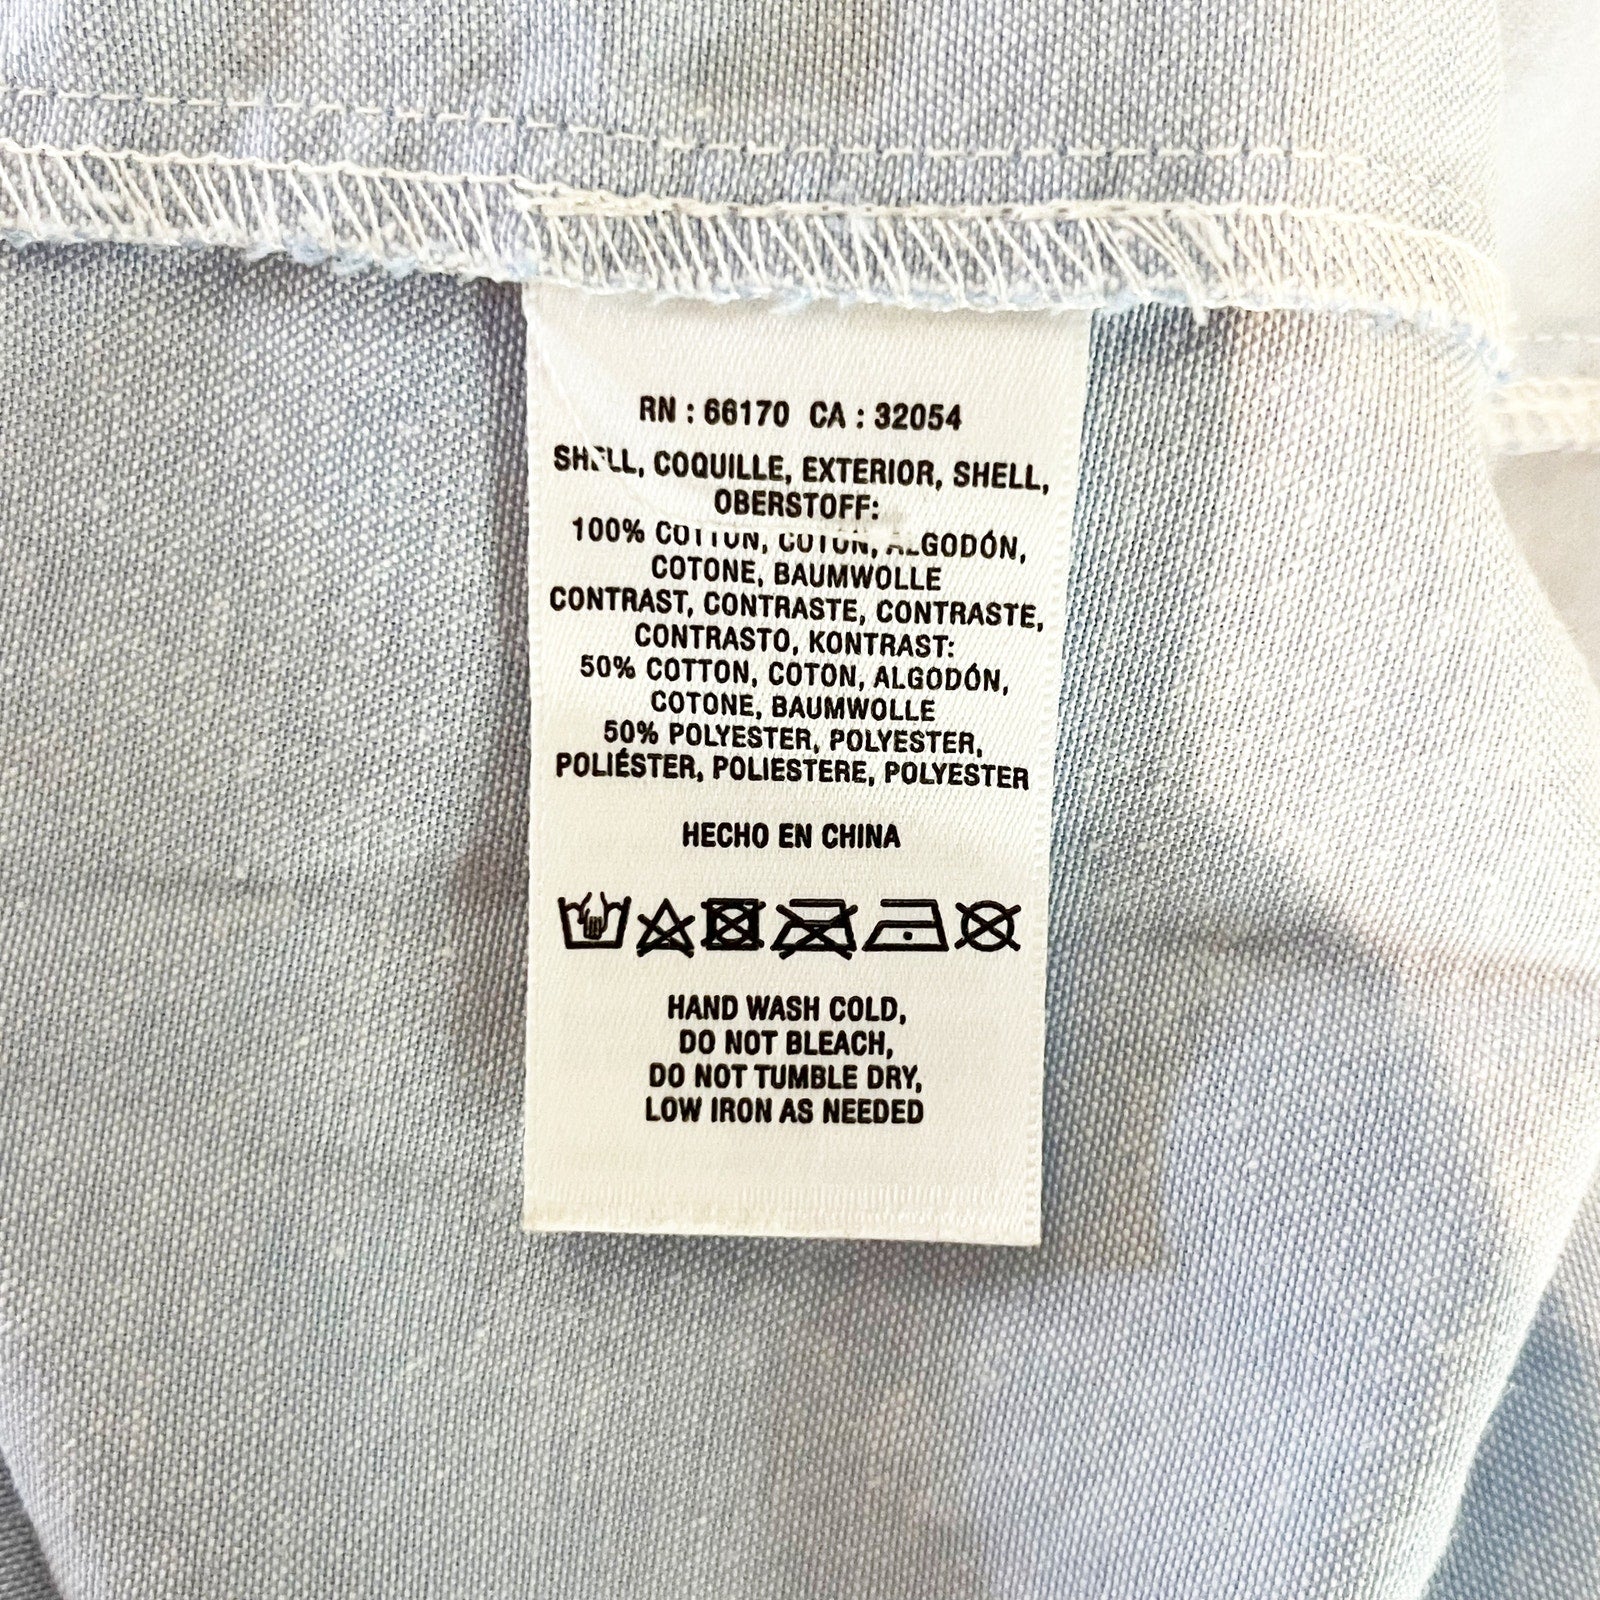 RN : 66170 CA : 32054
SHELL, COQUILLE, EXTERIOR, SHELL,
OBERSTOFF:
100% COTTON, COTON, ALGODÓN,
COTONE, BAUMWOLLE
CONTRAST, CONTRASTE, CONTRASTE,
CONTRASTO, KONTRAST:
50% COTTON, COTON, ALGODÓN,
COTONE, BAUMWOLLE
50% POLYESTER, POLYESTER,
POLIÉSTER, POLIESTERE, POLYESTER
HECHO EN CHINA
HAND WASH COLD,
DO NOT BLEACH,
DO NOT TUMBLE DRY,
LOW IRON AS NEEDED